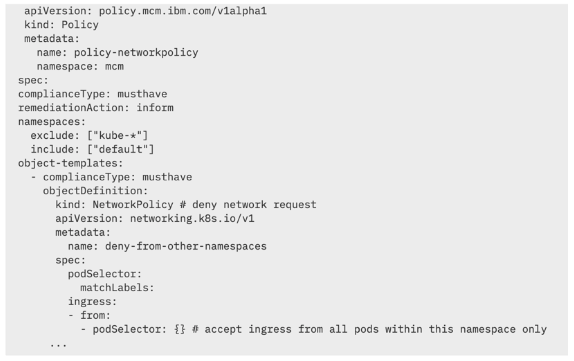 apiVersion: policy.mcm.ibm.com/v1alpha1
kind: Policy
metadata:
name: policy-networkpolicy
namespace: mcm
spec:
complianceType: musthave
remediationAction: inform
namespaces:
exclude: ["kube-*"]
include: ["default"]
object-templates:
- complianceType: musthave
objectDefinition:
kind: NetworkPolicy # deny network request
apiVersion: networking.k8s.io/v1
metadata:
name: deny-from-other-namespaces
spec:
podSelector:
matchLabels:
ingress:
- from:
- podSelector: {} # accept ingress from all pods within this namespace only
...